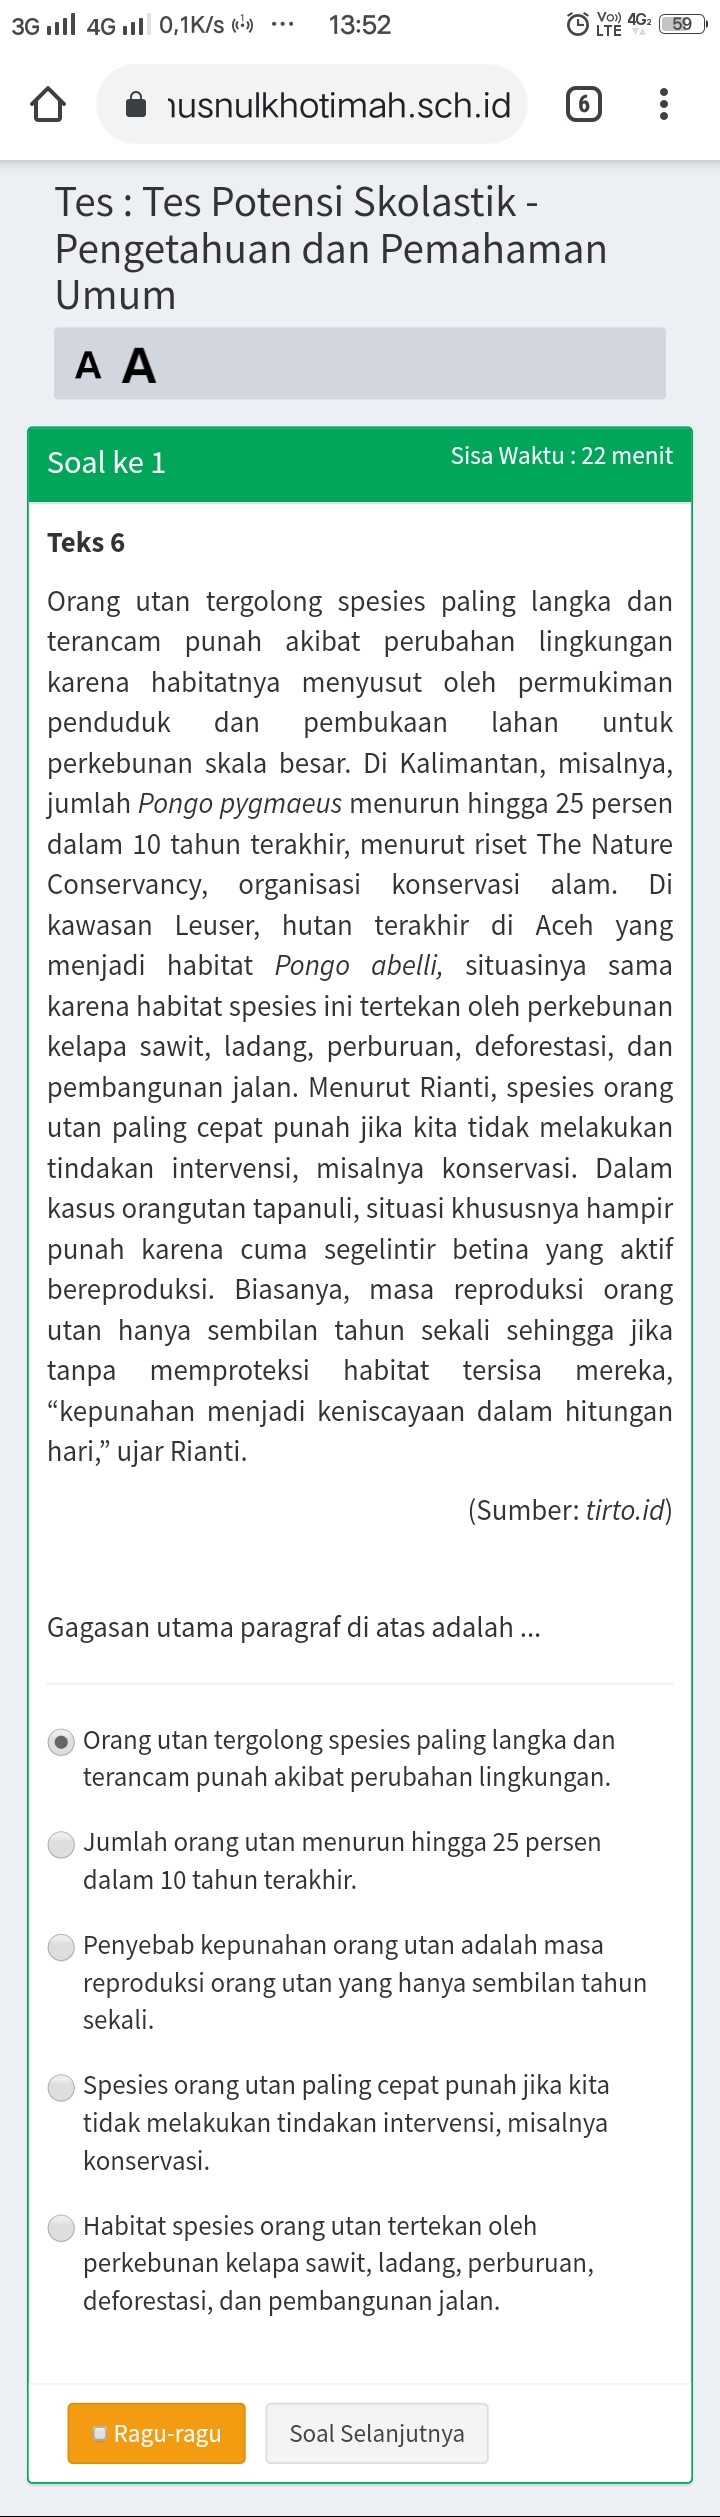 3G 4G 0,1K/s ... 13:52 Vo)) LTE 4G2 59
nusnulkhotimah.sch.id 6
Tes : Tes Potensi Skolastik -
Pengetahuan dan Pemahaman
Umum
A A
Soal ke 1 Sisa Waktu : 22 menit
Teks 6
Orang utan tergolong spesies paling langka dan
terancam punah akibat perubahan lingkungan
karena habitatnya menyusut oleh permukiman
penduduk dan pembukaan lahan untuk
perkebunan skala besar. Di Kalimantan, misalnya,
jumlah Pongo pygmaeus menurun hingga 25 persen
dalam 10 tahun terakhir, menurut riset The Nature
Conservancy, organisasi konservasi alam. Di
kawasan Leuser, hutan terakhir di Aceh yang
menjadi habitat Pongo abelli, situasinya sama
karena habitat spesies ini tertekan oleh perkebunan
kelapa sawit, ladang, perburuan, deforestasi, dan
pembangunan jalan. Menurut Rianti, spesies orang
utan paling cepat punah jika kita tidak melakukan
tindakan intervensi, misalnya konservasi. Dalam
kasus orangutan tapanuli, situasi khususnya hampir
punah karena cuma segelintir betina yang aktif
bereproduksi. Biasanya, masa reproduksi orang
utan hanya sembilan tahun sekali sehingga jika
tanpa memproteksi habitat tersisa mereka,
“kepunahan menjadi keniscayaan dalam hitungan
hari,” ujar Rianti.
(Sumber: tirto.id)
Gagasan utama paragraf di atas adalah ...
Orang utan tergolong spesies paling langka dan
terancam punah akibat perubahan lingkungan.
Jumlah orang utan menurun hingga 25 persen
dalam 10 tahun terakhir.
Penyebab kepunahan orang utan adalah masa
reproduksi orang utan yang hanya sembilan tahun
sekali.
Spesies orang utan paling cepat punah jika kita
tidak melakukan tindakan intervensi, misalnya
konservasi.
Habitat spesies orang utan tertekan oleh
perkebunan kelapa sawit, ladang, perburuan,
deforestasi, dan pembangunan jalan.
Ragu-ragu Soal Selanjutnya